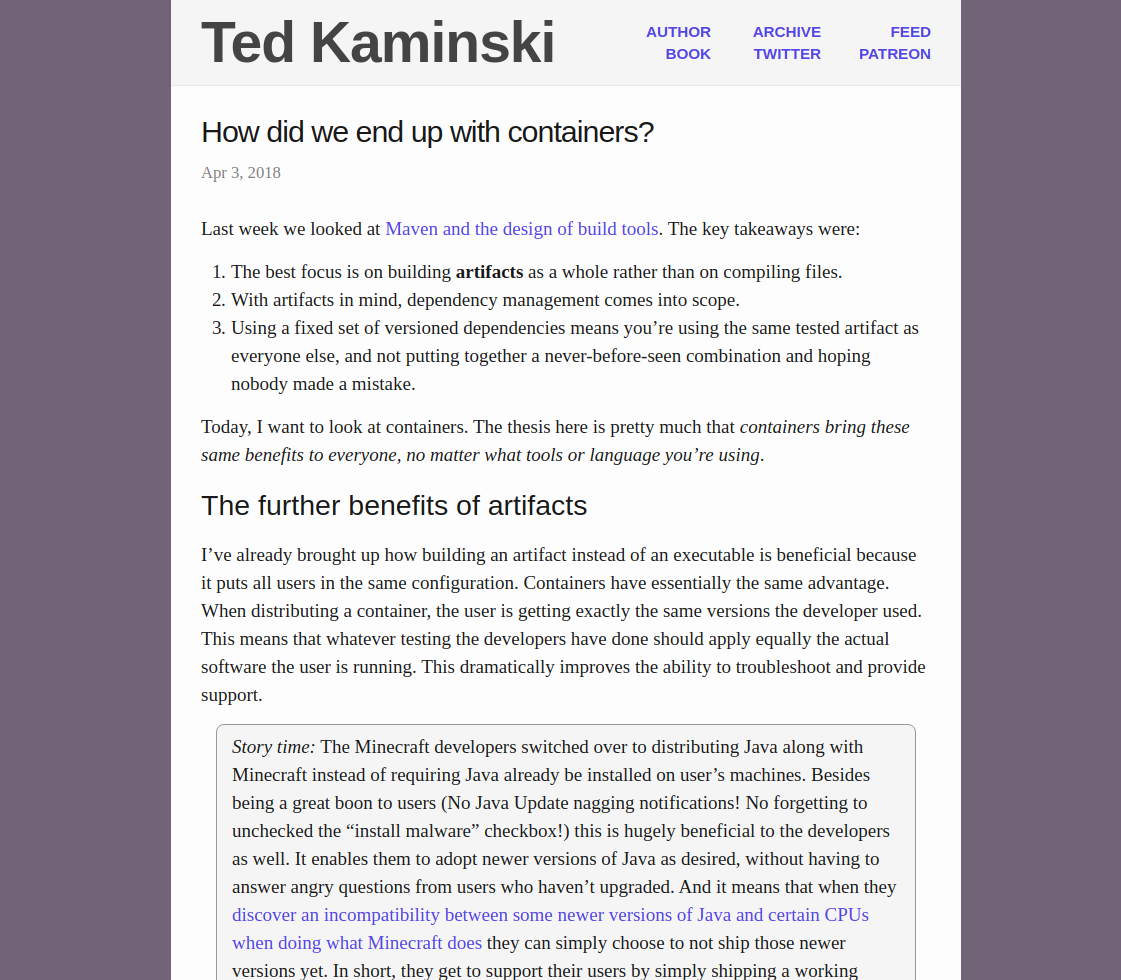 Ted Kaminski
AUTHOR ARCHIVE FEED
BOOK TWITTER PATREON
How did we end up with containers?
Apr 3, 2018
Last week we looked at Maven and the design of build tools. The key takeaways were:
1. The best focus is on building artifacts as a whole rather than on compiling files.
2. With artifacts in mind, dependency management comes into scope.
3. Using a fixed set of versioned dependencies means you’re using the same tested artifact as
everyone else, and not putting together a never-before-seen combination and hoping
nobody made a mistake.
Today, I want to look at containers. The thesis here is pretty much that containers bring these
same benefits to everyone, no matter what tools or language you’re using.
The further benefits of artifacts
I’ve already brought up how building an artifact instead of an executable is beneficial because
it puts all users in the same configuration. Containers have essentially the same advantage.
When distributing a container, the user is getting exactly the same versions the developer used.
This means that whatever testing the developers have done should apply equally the actual
software the user is running. This dramatically improves the ability to troubleshoot and provide
support.
Story time: The Minecraft developers switched over to distributing Java along with
Minecraft instead of requiring Java already be installed on user’s machines. Besides
being a great boon to users (No Java Update nagging notifications! No forgetting to
unchecked the “install malware” checkbox!) this is hugely beneficial to the developers
as well. It enables them to adopt newer versions of Java as desired, without having to
answer angry questions from users who haven’t upgraded. And it means that when they
discover an incompatibility between some newer versions of Java and certain CPUs
when doing what Minecraft does they can simply choose to not ship those newer
versions yet. In short, they get to support their users by simply shipping a working